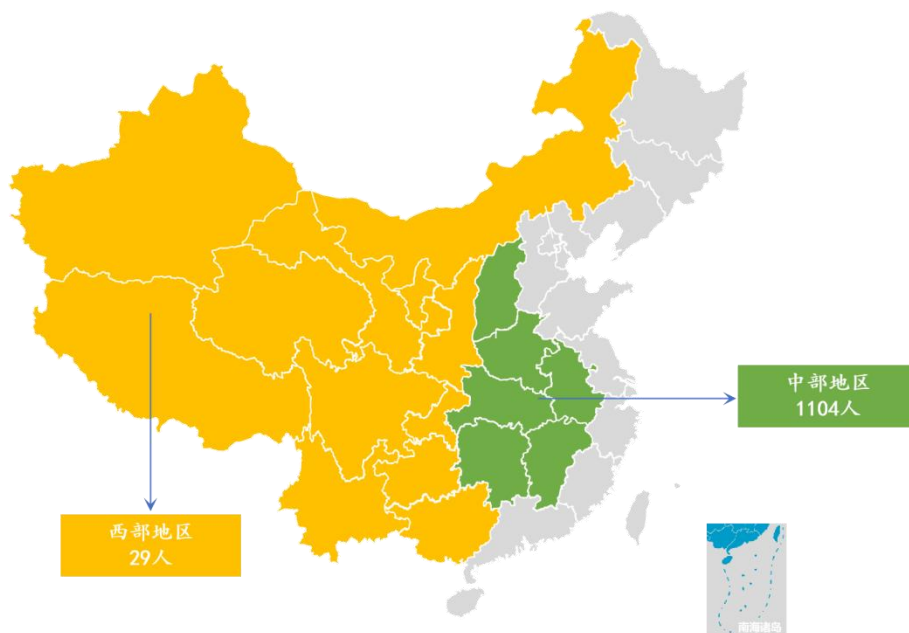 中部地区
1104人
西部地区
29人
南海诸岛